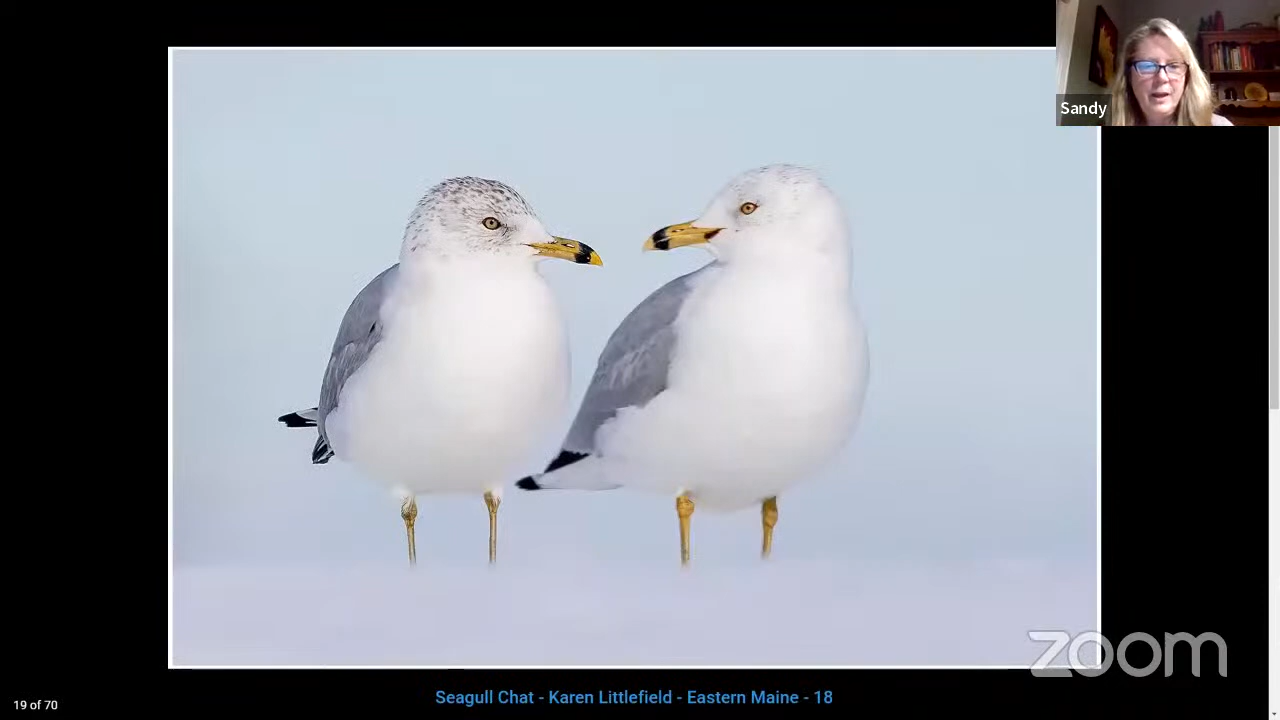 Sandy
zoom
Seagull Chat - Karen Littlefield - Eastern Maine - 18
19 of 70